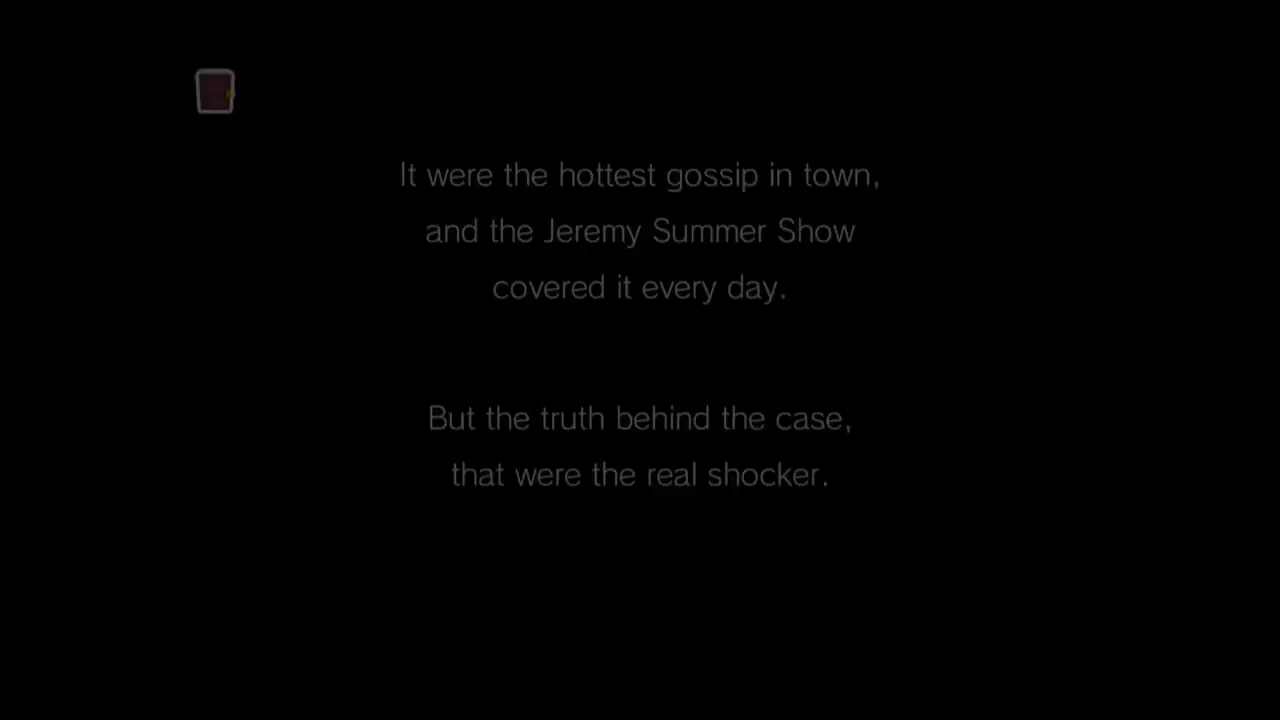 It were the hottest gossip in town,
and the Jeremy Summer Show
covered it every day.
But the truth behind the case,
that were the real shocker.